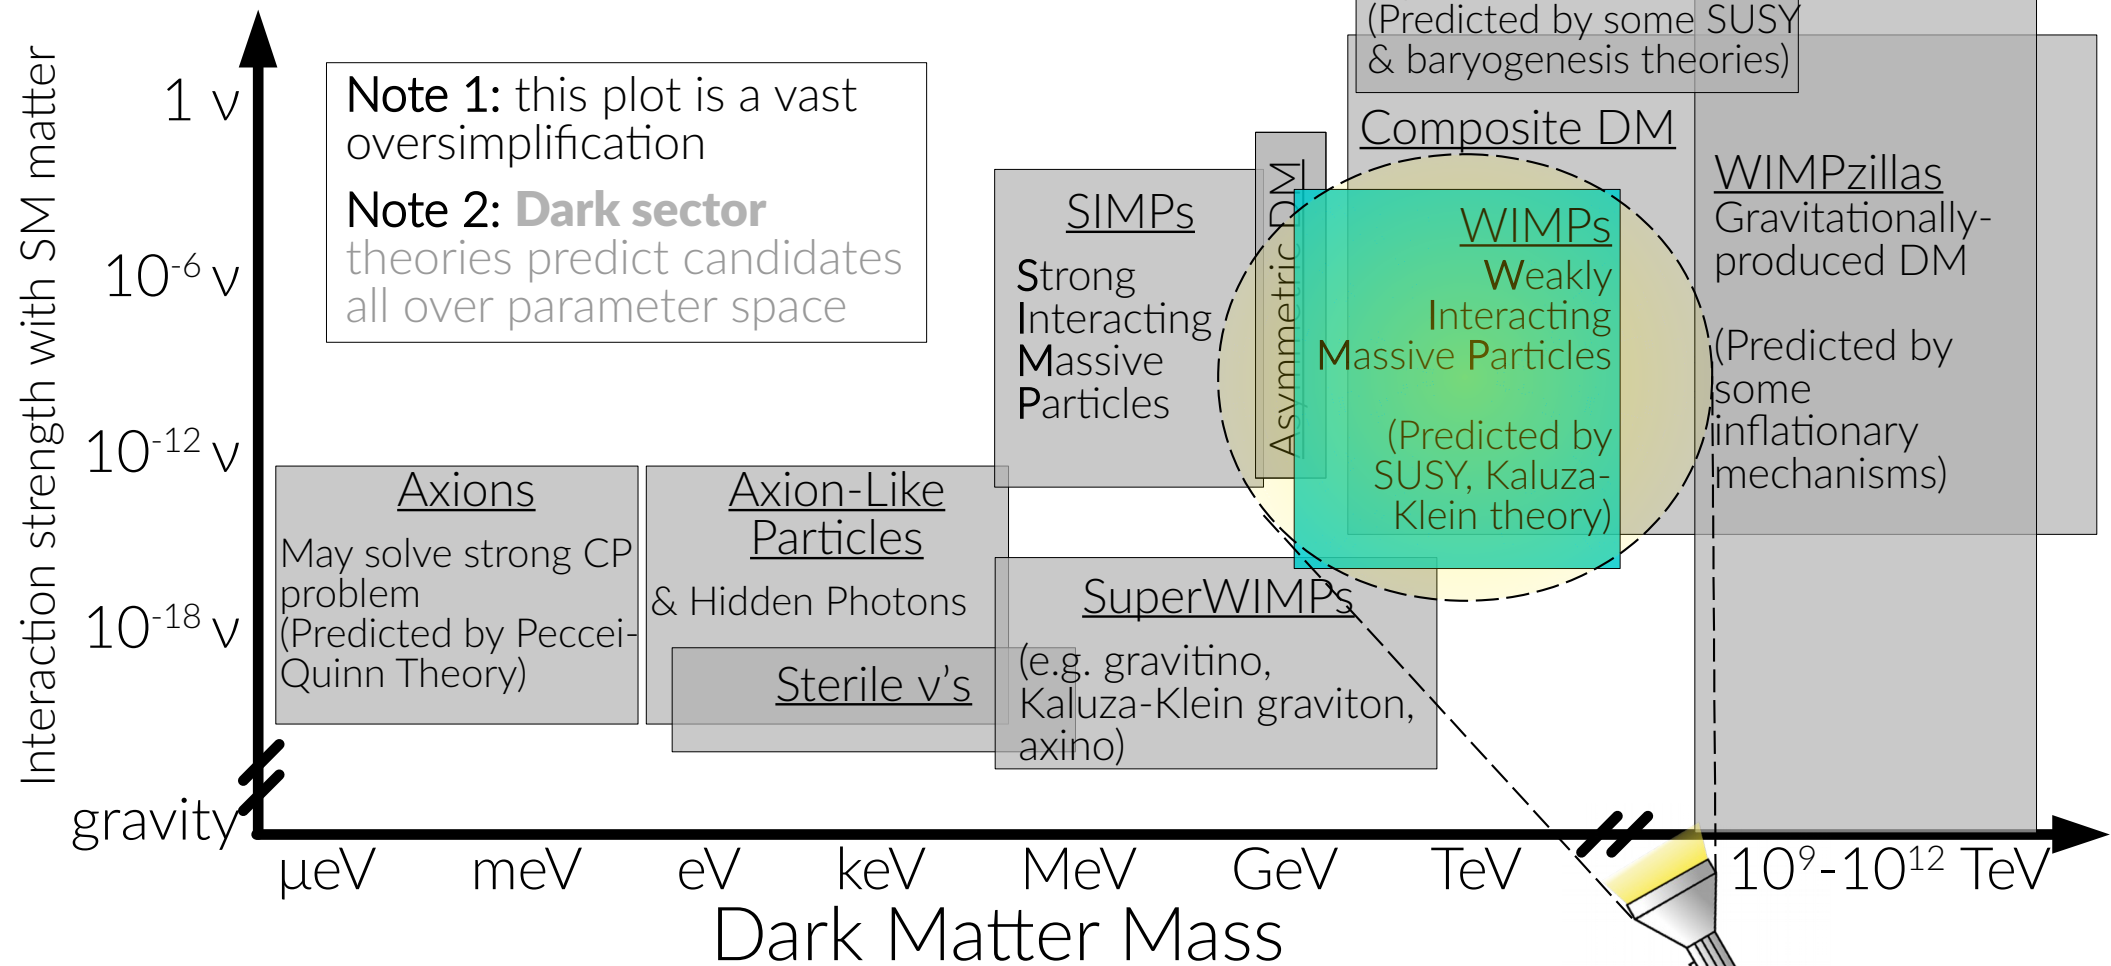 (Predicted by some SUSY
& baryogenesis theories)
Interaction strength with SM matter
1 ν
10⁻⁶ ν
10⁻¹² ν
10⁻¹⁸ ν
gravity
Note 1: this plot is a vast
oversimplification
Note 2: Dark sector
theories predict candidates
all over parameter space
Axions
May solve strong CP
problem
(Predicted by Peccei-
Quinn Theory)
Axion-Like
Particles
& Hidden Photons
Sterile ν's
SIMPs
Strong
Interacting
Massive
Particles
SuperWIMPs
(e.g. gravitino,
Kaluza-Klein graviton,
axino)
Asymmetric DM
Composite DM
WIMPs
Weakly
Interacting
Massive Particles
(Predicted by
SUSY, Kaluza-
Klein theory)
WIMPzillas
Gravitationally-
produced DM
(Predicted by
some
inflationary
mechanisms)
μeV meV eV keV MeV GeV TeV 10⁹-10¹² TeV
Dark Matter Mass